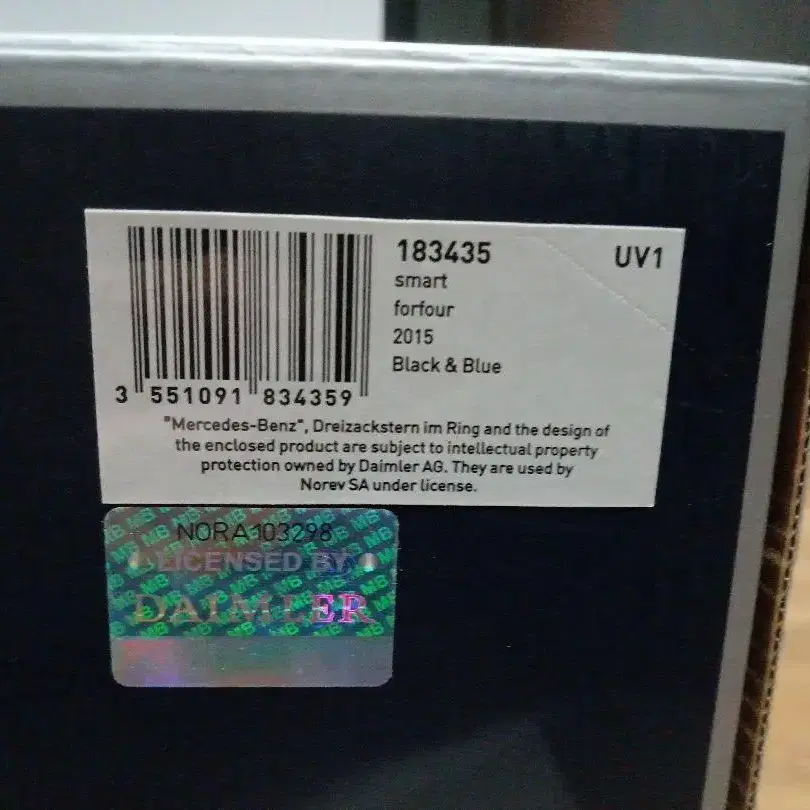 183435
UV1
smart
forfour
2015
Black & Blue
3 551091 834359
"Mercedes-Benz", Dreizackstern im Ring and the design of
the enclosed product are subject to intellectual property
protection owned by Daimler AG. They are used by
Norev SA under license.
NORA103298
LICENSED BY
DAIMLER